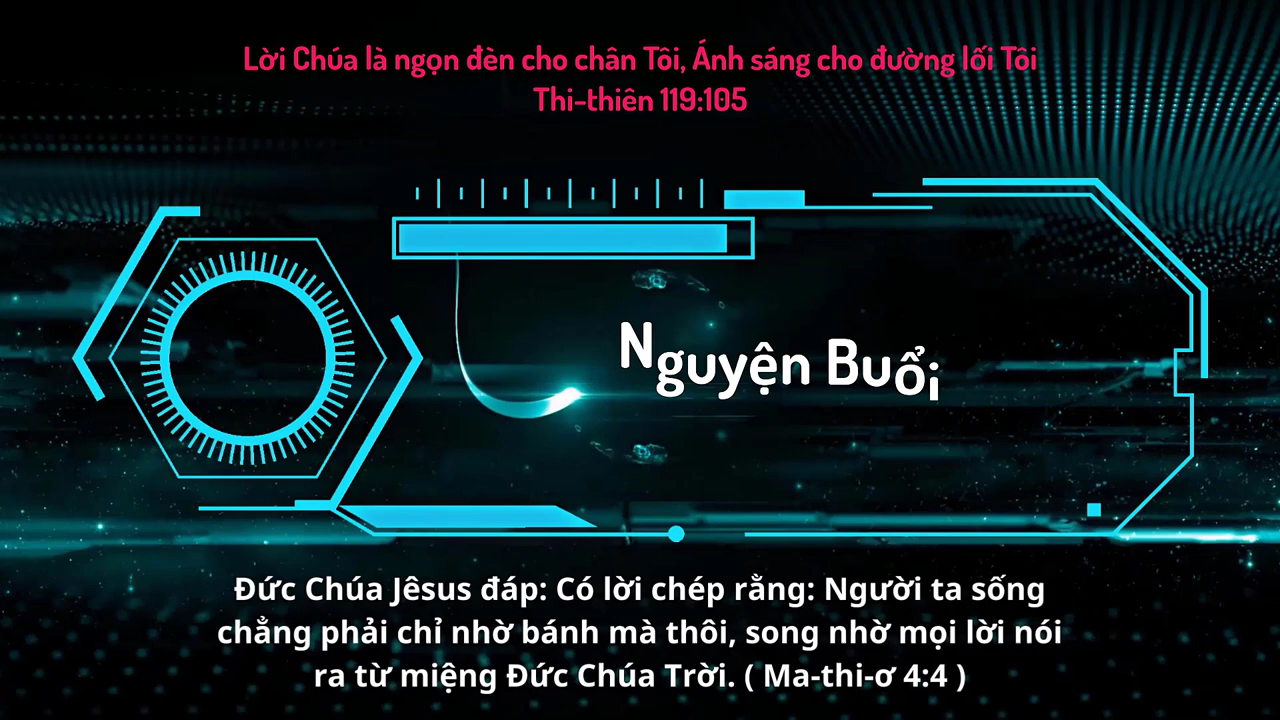 Lời Chúa là ngọn đèn cho chân Tôi, Ánh sáng cho đường lối Tôi
Thi-thiên 119:105
Nguyện Buổi
Đức Chúa Jêsus đáp: Có lời chép rằng: Người ta sống
chẳng phải chỉ nhờ bánh mà thôi, song nhờ mọi lời nói
ra từ miệng Đức Chúa Trời. ( Ma-thi-ơ 4:4 )